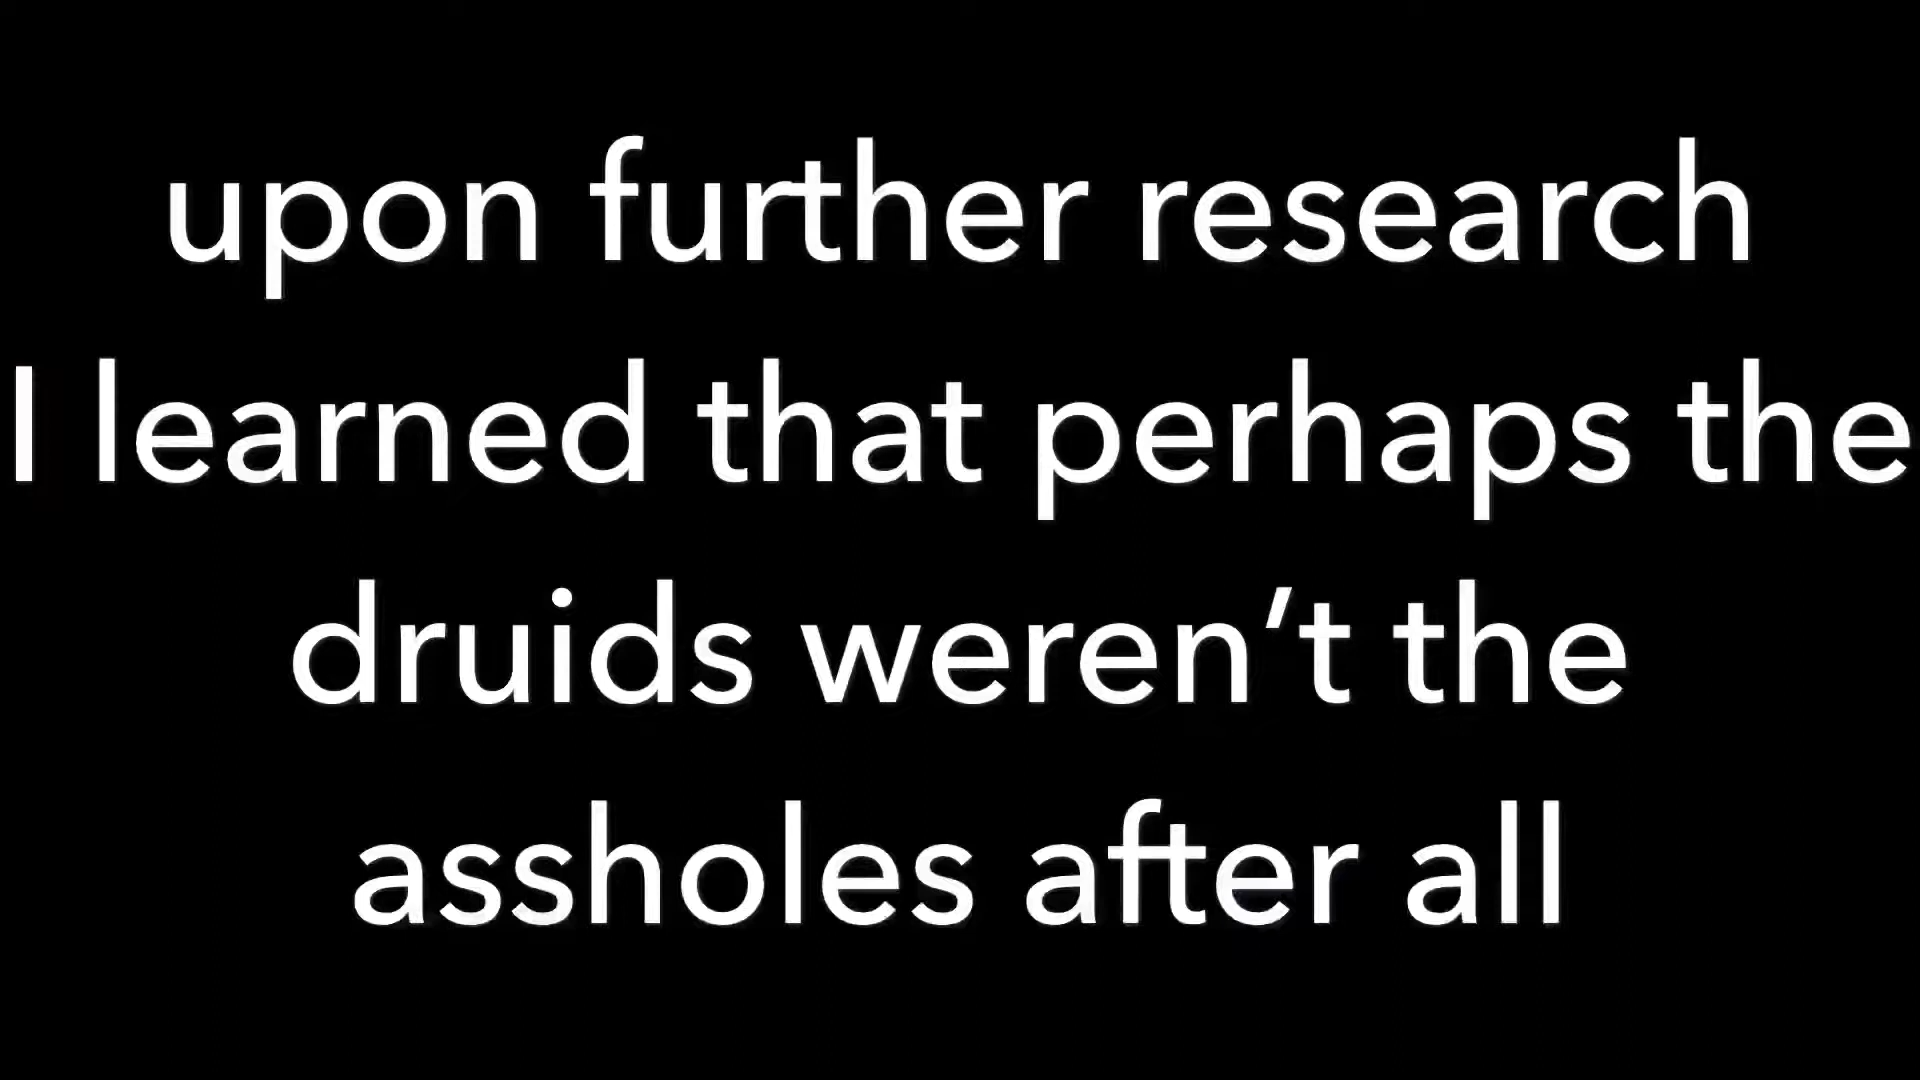 upon further research
I learned that perhaps the
druids weren’t the
assholes after all